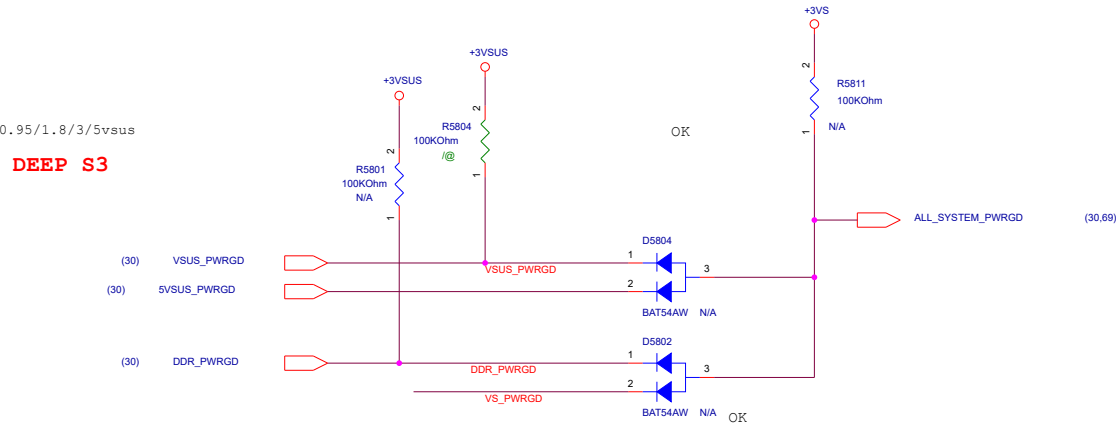 +3VS
+3VSUS
+3VSUS
2
R5811
100KOhm
N/A
1
0.95/1.8/3/5vsus
DEEP S3
2
R5804
100KOhm
/@
1
OK
2
R5801
100KOhm
N/A
1
ALL_SYSTEM_PWRGD (30,69)
D5804
(30) VSUS_PWRGD
VSUS_PWRGD
1
3
(30) 5VSUS_PWRGD
2
BAT54AW N/A
D5802
(30) DDR_PWRGD
DDR_PWRGD
1
3
VS_PWRGD
2
BAT54AW N/A
OK